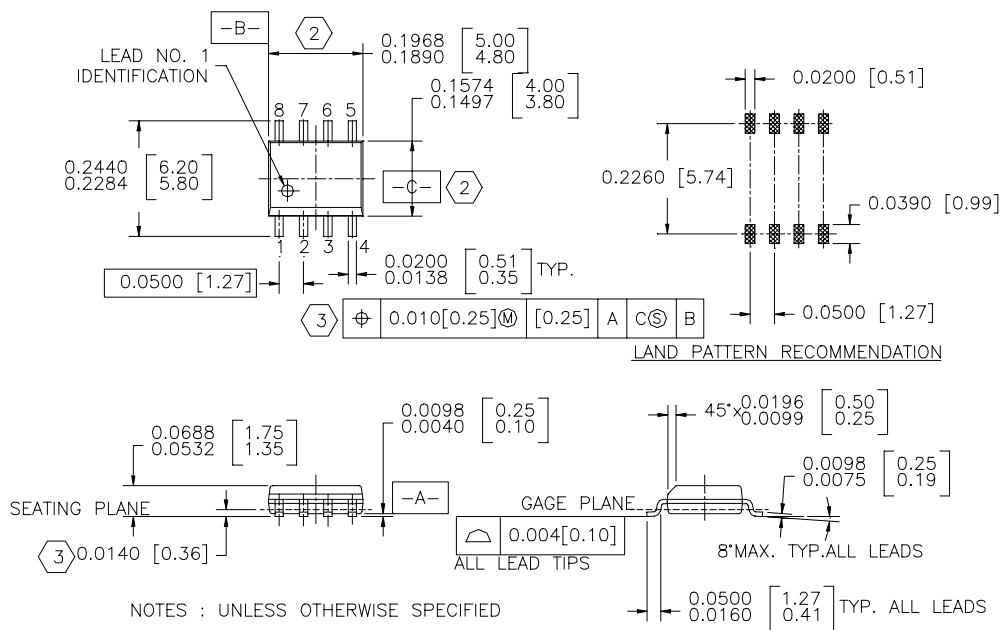 -B-
2
0.1968 [5.00]
0.1890 [4.80]
LEAD NO. 1
IDENTIFICATION
0.1574 [4.00]
0.1497 [3.80]
0.0200 [0.51]
8 7 6 5
0.2440 [6.20]
0.2284 [5.80]
-C-
2
0.2260 [5.74]
0.0390 [0.99]
1 2 3 4
0.0500 [1.27]
0.0200 [0.51] TYP.
0.0138 [0.35]
3
⌖ 0.010[0.25]Ⓜ [0.25] A CⓈ B
0.0500 [1.27]
LAND PATTERN RECOMMENDATION
0.0688 [1.75]
0.0532 [1.35]
0.0098 [0.25]
0.0040 [0.10]
45°x 0.0196 [0.50]
0.0099 [0.25]
0.0098 [0.25]
0.0075 [0.19]
SEATING PLANE
-A-
GAGE PLANE
3
0.0140 [0.36]
⌓ 0.004[0.10]
ALL LEAD TIPS
8°MAX. TYP.ALL LEADS
0.0500 [1.27] TYP. ALL LEADS
0.0160 [0.41]
NOTES : UNLESS OTHERWISE SPECIFIED